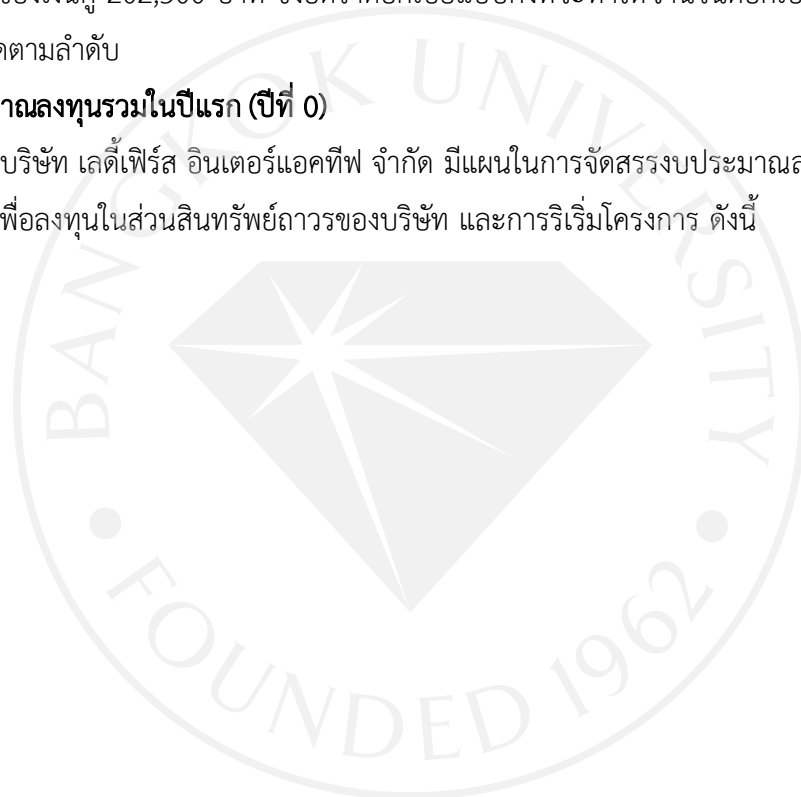 202,500 บาท
ตามลำดับ
าณลงทุนรวมในปีแรก (ปีที่ 0)
บริษัท เลดี้เฟิร์ส อินเตอร์แอคทีฟ จำกัด มีแผนในการจัดสรรงบประมาณล
พื่อลงทุนในส่วนสินทรัพย์ถาวรของบริษัท และการริเริ่มโครงการ ดังนี้
BANGKOK UNIVERSITY
FOUNDED 1962